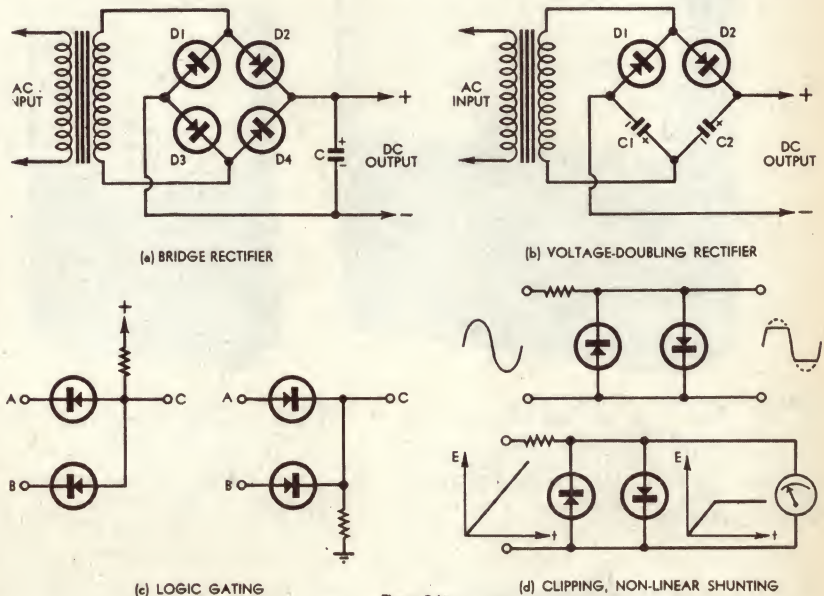 D1
D2
AC
INPUT
D3
D4
C
+
−
+
DC
OUTPUT
−
(a) BRIDGE RECTIFIER
D1
D2
AC
INPUT
C1
C2
−
+
−
+
+
DC
OUTPUT
−
(b) VOLTAGE-DOUBLING RECTIFIER
+
A
C
B
A
C
B
(c) LOGIC GATING
E
t
E
t
(d) CLIPPING, NON-LINEAR SHUNTING